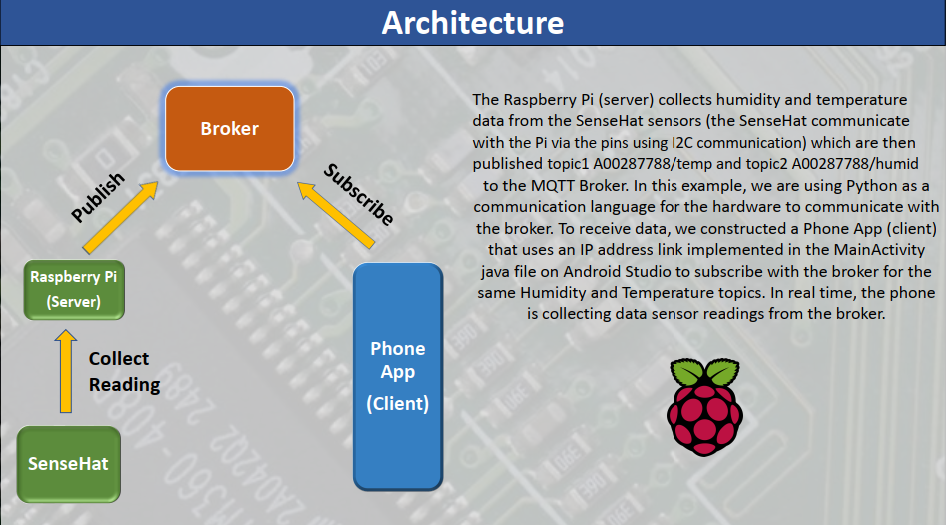 Architecture
Broker
Publish
Subscribe
Raspberry Pi
(Server)
Collect
Reading
SenseHat
Phone
App
(Client)
The Raspberry Pi (server) collects humidity and temperature
data from the SenseHat sensors (the SenseHat communicate
with the Pi via the pins using I2C communication) which are then
published topic1 A00287788/temp and topic2 A00287788/humid
to the MQTT Broker. In this example, we are using Python as a
communication language for the hardware to communicate with
the broker. To receive data, we constructed a Phone App (client)
that uses an IP address link implemented in the MainActivity
java file on Android Studio to subscribe with the broker for the
same Humidity and Temperature topics. In real time, the phone
is collecting data sensor readings from the broker.